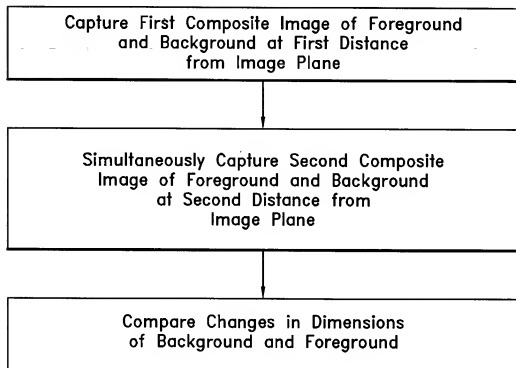 Capture First Composite Image of Foreground
and Background at First Distance
from Image Plane
Simultaneously Capture Second Composite
Image of Foreground and Background
at Second Distance from
Image Plane
Compare Changes in Dimensions
of Background and Foreground